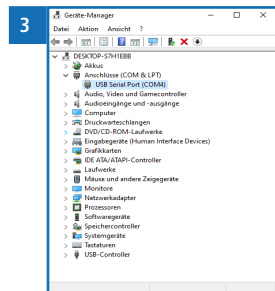 3
Geräte-Manager
Datei Aktion Ansicht ?
DESKTOP-S7H1EBB
Akkus
Anschlüsse (COM & LPT)
USB Serial Port (COM4)
Audio, Video und Gamecontroller
Audioeingänge und -ausgänge
Computer
Druckwarteschlangen
DVD/CD-ROM-Laufwerke
Eingabegeräte (Human Interface Devices)
Grafikkarten
IDE ATA/ATAPI-Controller
Laufwerke
Mäuse und andere Zeigegeräte
Monitore
Netzwerkadapter
Prozessoren
Softwaregeräte
Speichercontroller
Systemgeräte
Tastaturen
USB-Controller